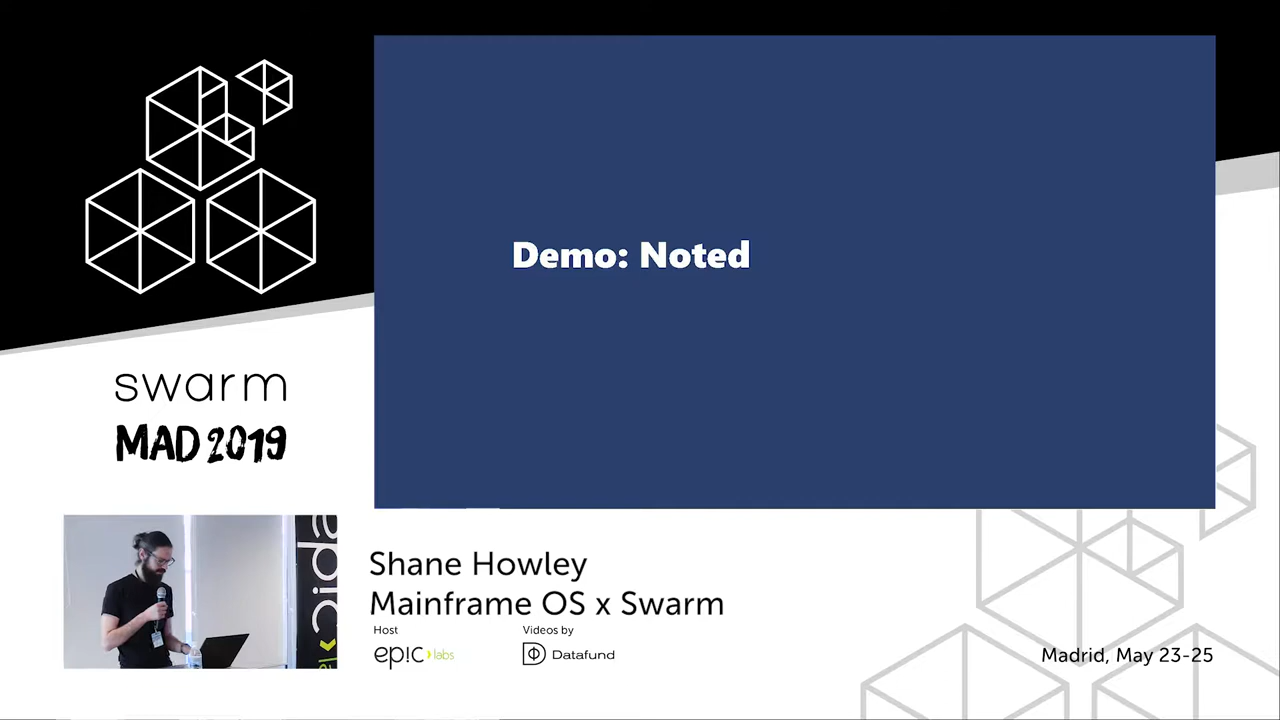 Demo: Noted
swarm
MAD 2019
Shane Howley
Mainframe OS x Swarm
Host
Videos by
ep!c labs
Datafund
Madrid, May 23-25